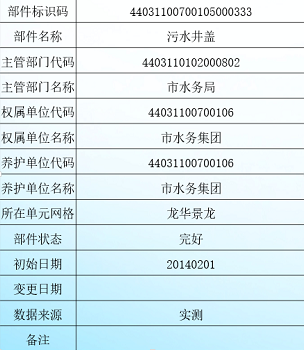 部件标识码 44031100700105000333
部件名称 污水井盖
主管部门代码 4403110102000802
主管部门名称 市水务局
权属单位代码 44031100700106
权属单位名称 市水务集团
养护单位代码 44031100700106
养护单位名称 市水务集团
所在单元网格 龙华景龙
部件状态 完好
初始日期 20140201
变更日期
数据来源 实测
备注